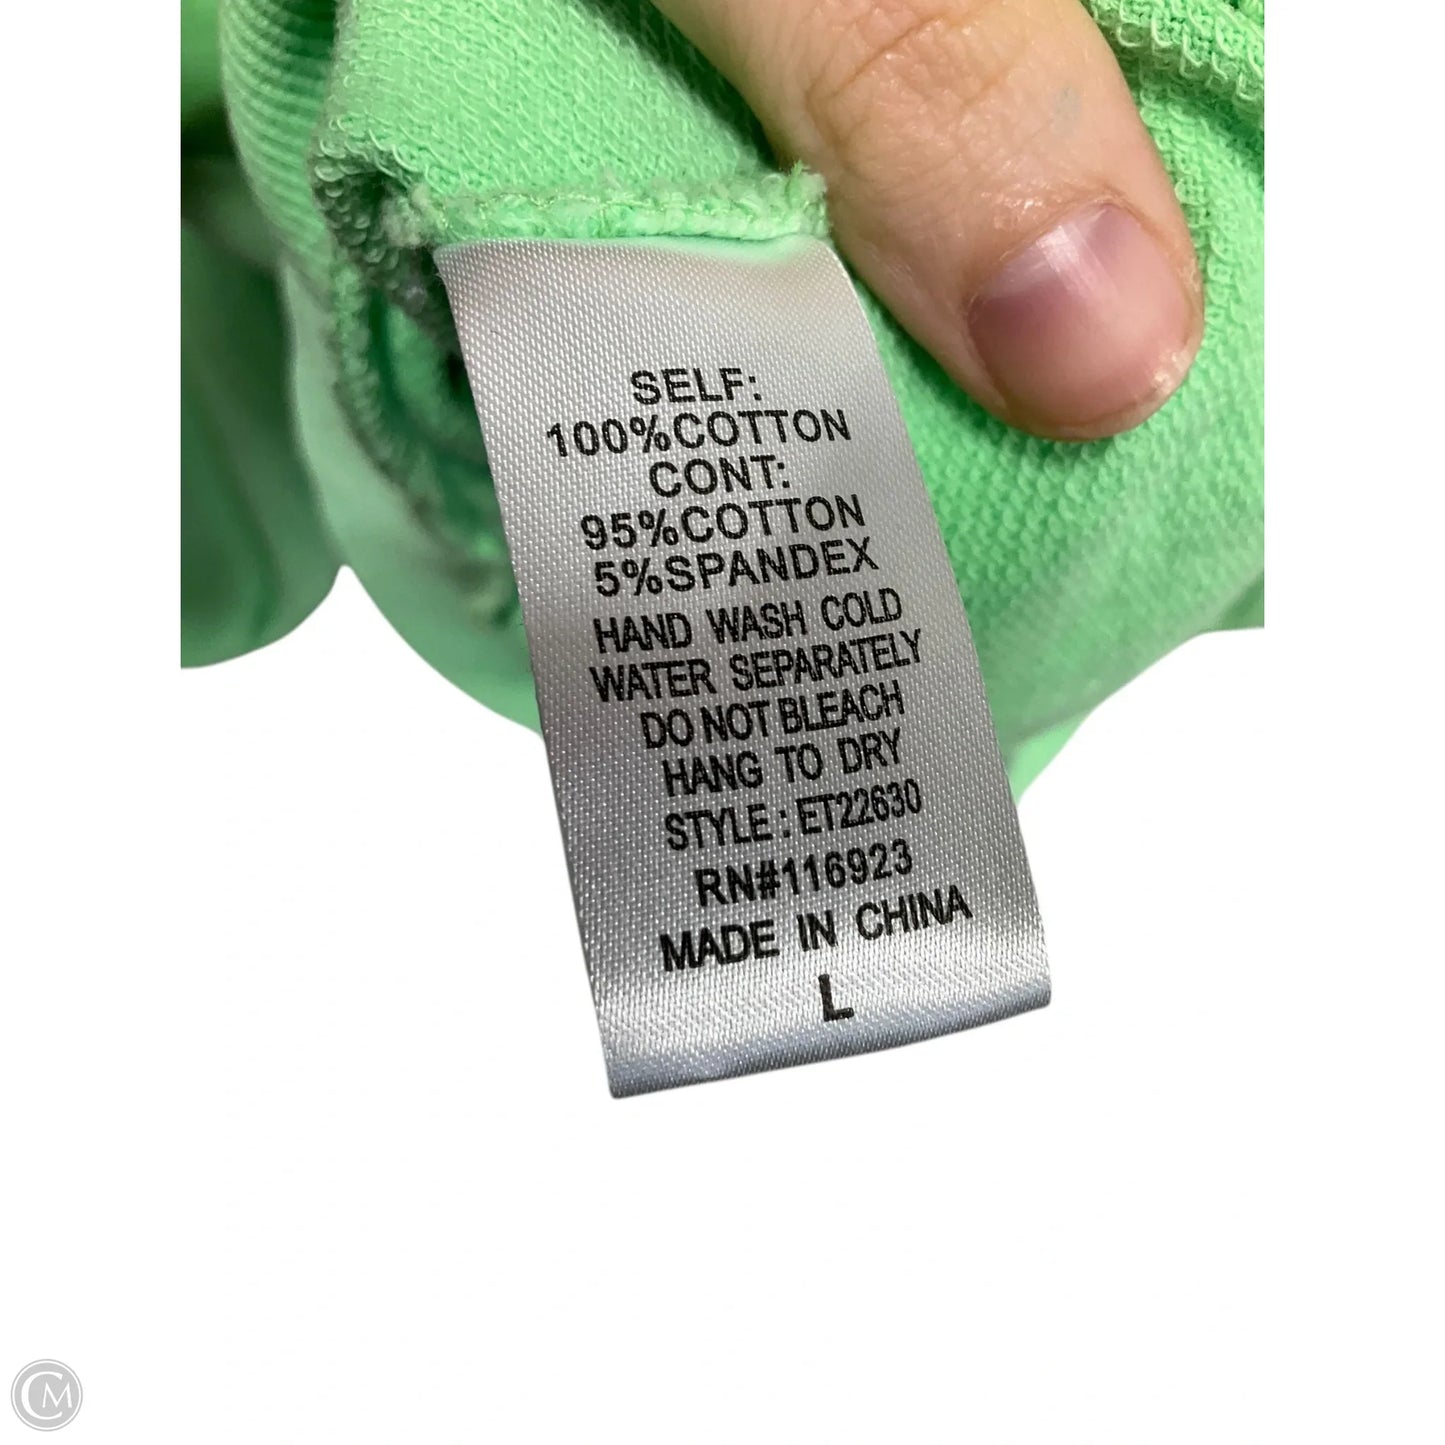 SELF:
100%COTTON
CONT:
95%COTTON
5%SPANDEX
HAND WASH COLD
WATER SEPARATELY
DO NOT BLEACH
HANG TO DRY
STYLE : ET22630
RN#116923
MADE IN CHINA
L
CM